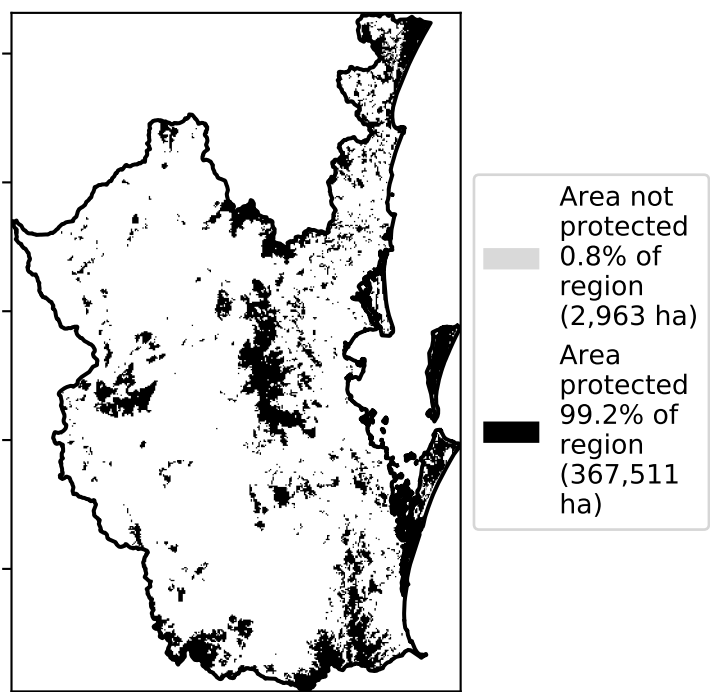 Area not
protected
0.8% of
region
(2,963 ha)
Area
protected
99.2% of
region
(367,511
ha)